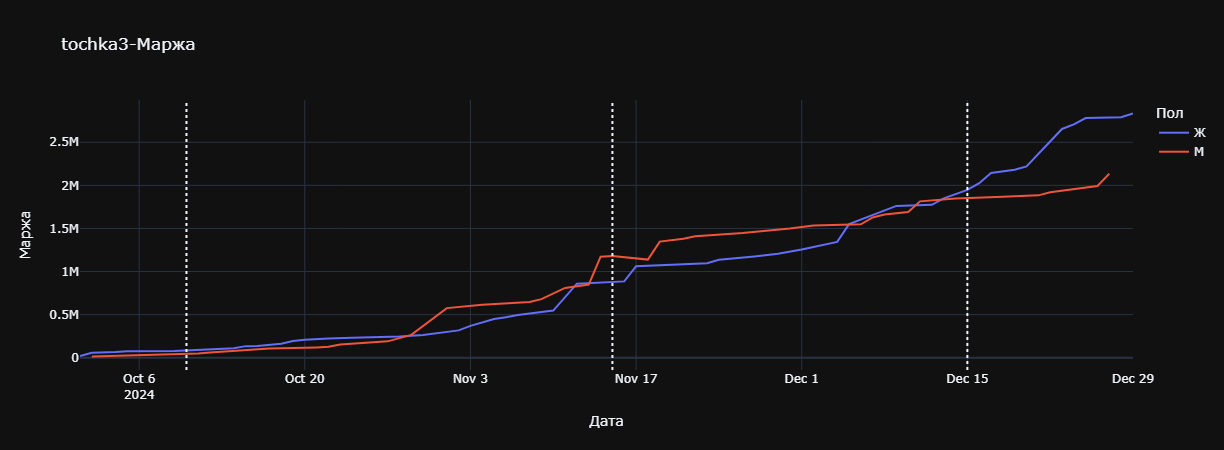 tochka3-Маржа
Пол
Ж
М
Маржа
2.5M
2M
1.5M
1M
0.5M
0
Oct 6
2024
Oct 20
Nov 3
Nov 17
Dec 1
Dec 15
Dec 29
Дата